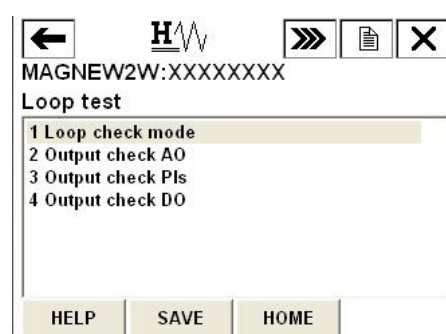 H
MAGNEW2W:XXXXXXXX
Loop test
1 Loop check mode
2 Output check AO
3 Output check Pls
4 Output check DO
HELP SAVE HOME